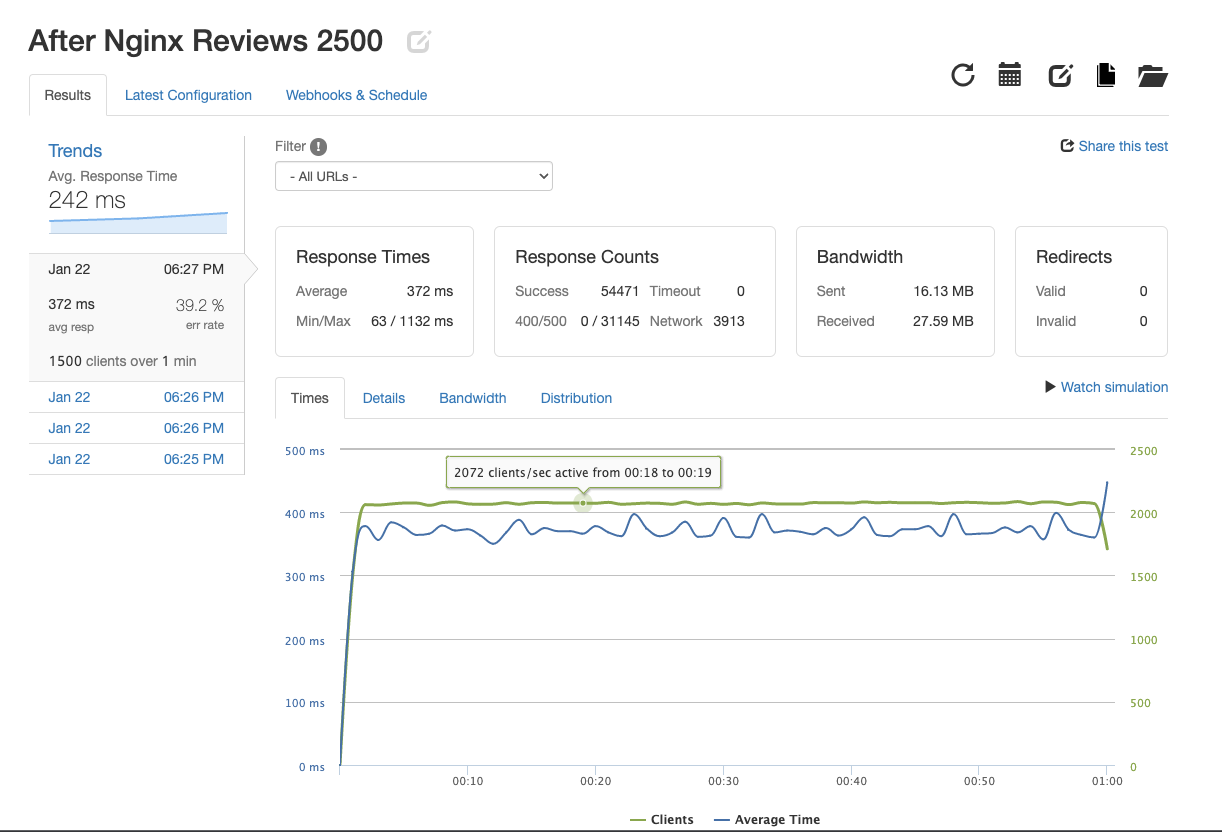 After Nginx Reviews 2500
Results Latest Configuration Webhooks & Schedule
Trends
Avg. Response Time
242 ms
Jan 22 06:27 PM
372 ms 39.2 %
avg resp err rate
1500 clients over 1 min
Jan 22 06:26 PM
Jan 22 06:26 PM
Jan 22 06:25 PM
Filter !
- All URLs -
Share this test
Response Times
Average 372 ms
Min/Max 63 / 1132 ms
Response Counts
Success 54471 Timeout 0
400/500 0 / 31145 Network 3913
Bandwidth
Sent 16.13 MB
Received 27.59 MB
Redirects
Valid 0
Invalid 0
Times Details Bandwidth Distribution
Watch simulation
500 ms 2500
2072 clients/sec active from 00:18 to 00:19
400 ms 2000
300 ms 1500
200 ms 1000
100 ms 500
0 ms 0
00:10 00:20 00:30 00:40 00:50 01:00
Clients Average Time